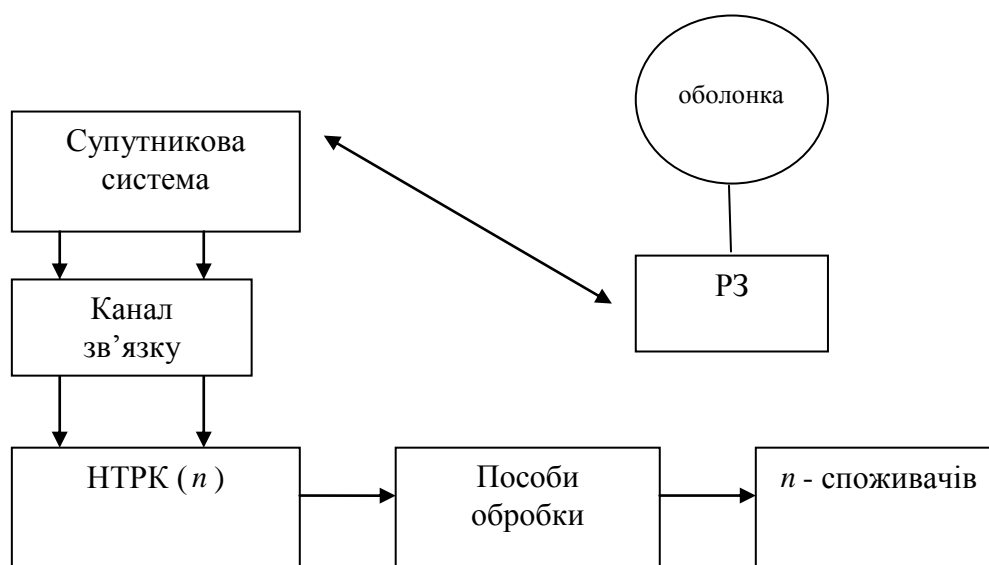 оболонка
Супутникова
система
РЗ
Канал
зв’язку
НТРК ( n )
Пособи
обробки
n - споживачів